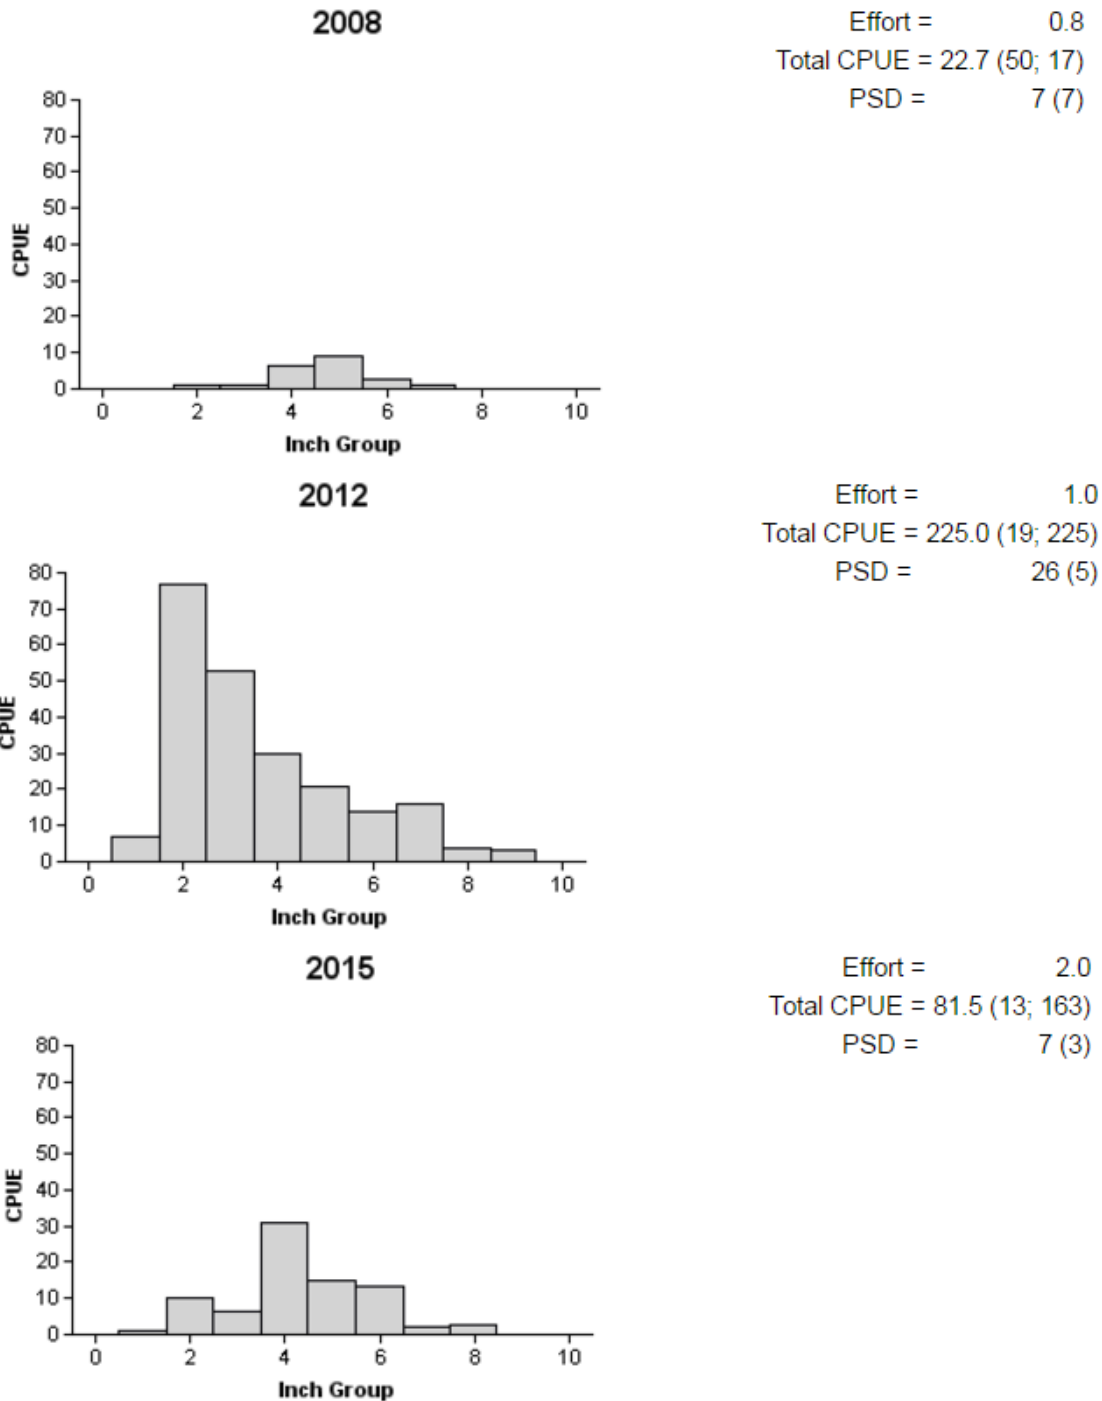 2008
Effort = 0.8
Total CPUE = 22.7 (50; 17)
PSD = 7 (7)
80
70
60
50
40
30
20
10
0
CPUE
0 2 4 6 8 10
Inch Group
2012
Effort = 1.0
Total CPUE = 225.0 (19; 225)
PSD = 26 (5)
80
70
60
50
40
30
20
10
0
CPUE
0 2 4 6 8 10
Inch Group
2015
Effort = 2.0
Total CPUE = 81.5 (13; 163)
PSD = 7 (3)
80
70
60
50
40
30
20
10
0
CPUE
0 2 4 6 8 10
Inch Group